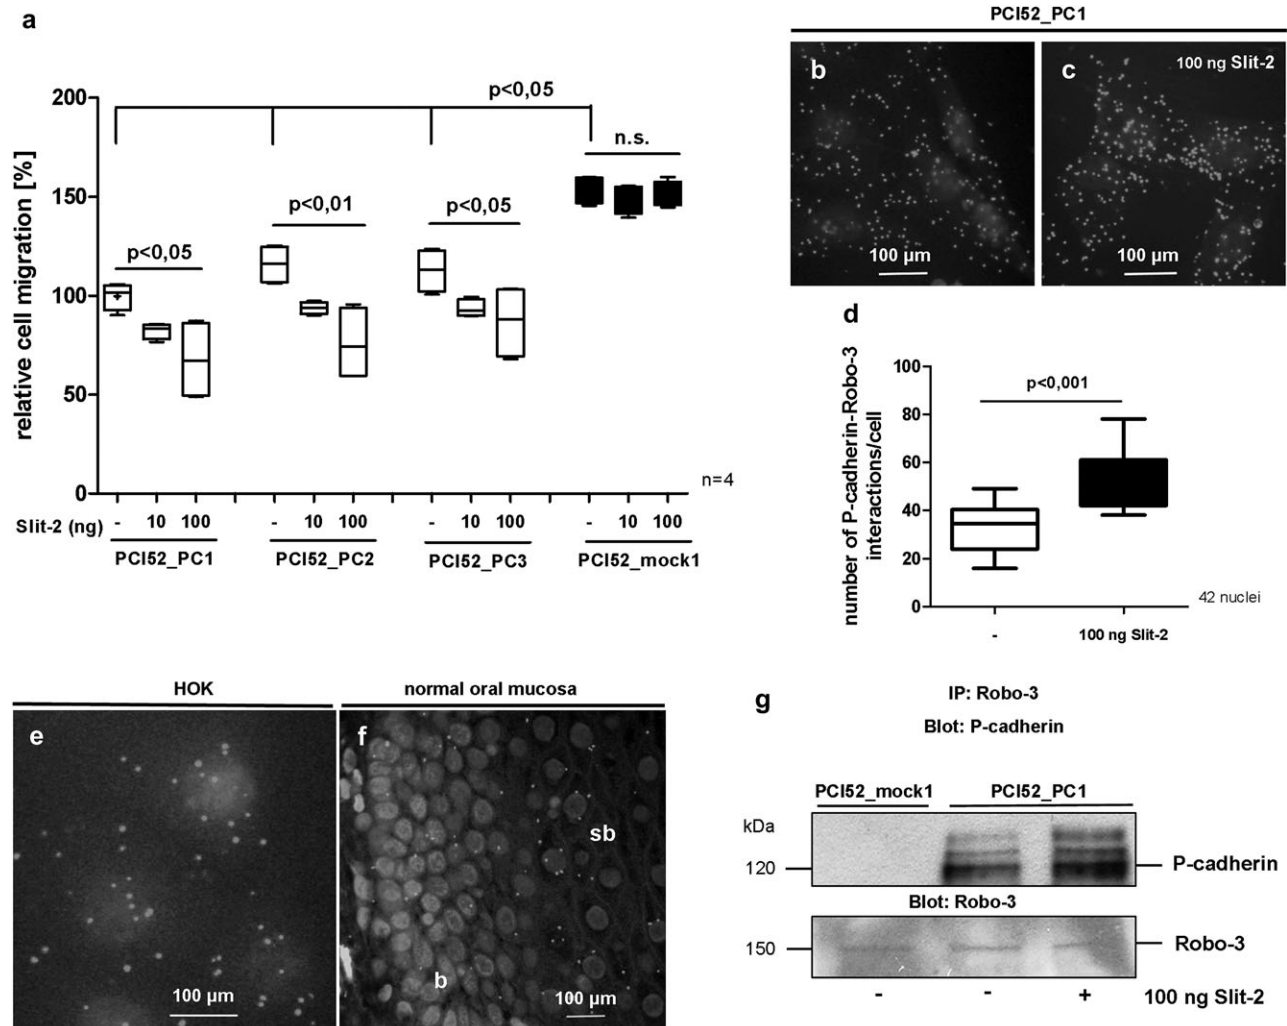 a
relative cell migration [%]
200
150
100
50
0
p<0,05
p<0,05
p<0,01
p<0,05
n.s.
n=4
Slit-2 (ng)
- 10 100 - 10 100 - 10 100 - 10 100
PCI52_PC1 PCI52_PC2 PCI52_PC3 PCI52_mock1
PCI52_PC1
b
100 µm
c
100 ng Slit-2
100 µm
d
number of P-cadherin-Robo-3
interactions/cell
100
80
60
40
20
0
p<0,001
42 nuclei
- 100 ng Slit-2
HOK
e
100 µm
normal oral mucosa
f
sb
b
100 µm
g
IP: Robo-3
Blot: P-cadherin
PCI52_mock1 PCI52_PC1
kDa
120
P-cadherin
Blot: Robo-3
150
Robo-3
- - + 100 ng Slit-2